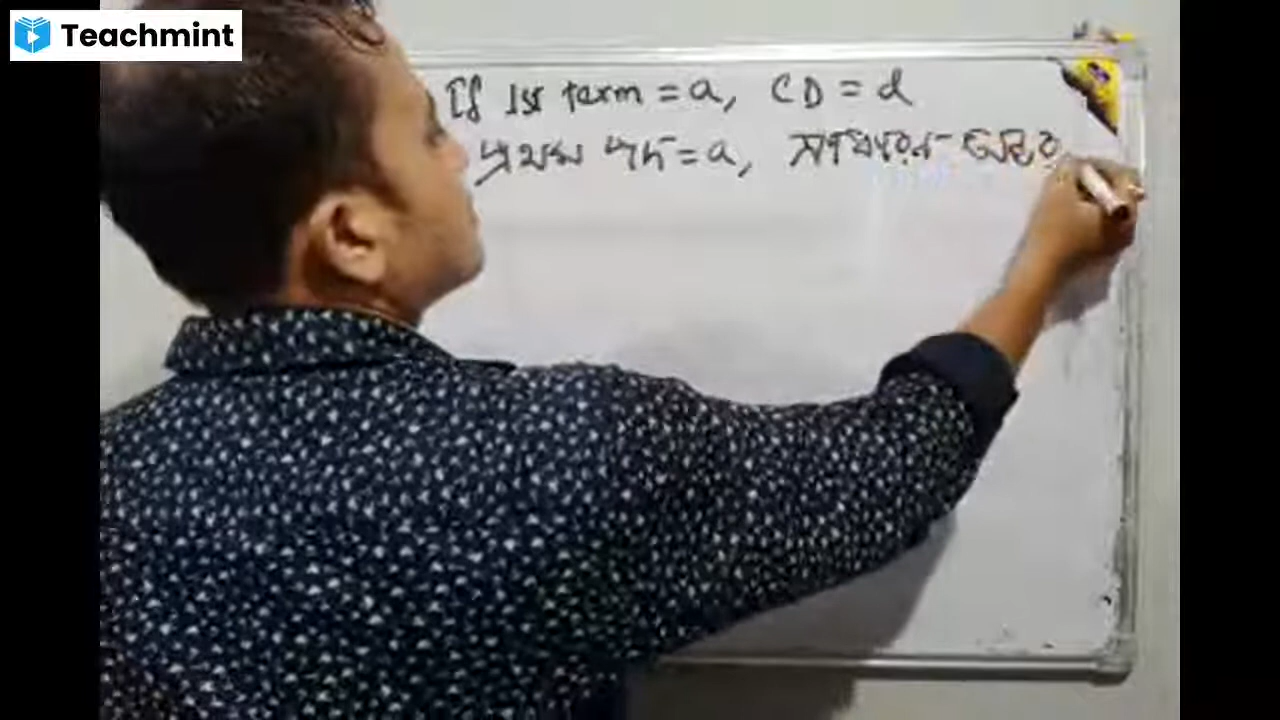 Teachmint
If 1st term = a, CD = d
প্রথম পদ = a, সাধারণ অন্তর